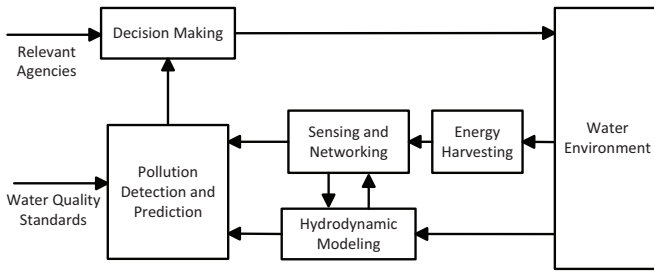 Decision Making
Relevant
Agencies
Sensing and
Networking
Energy
Harvesting
Water
Environment
Pollution
Detection and
Prediction
Water Quality
Standards
Hydrodynamic
Modeling